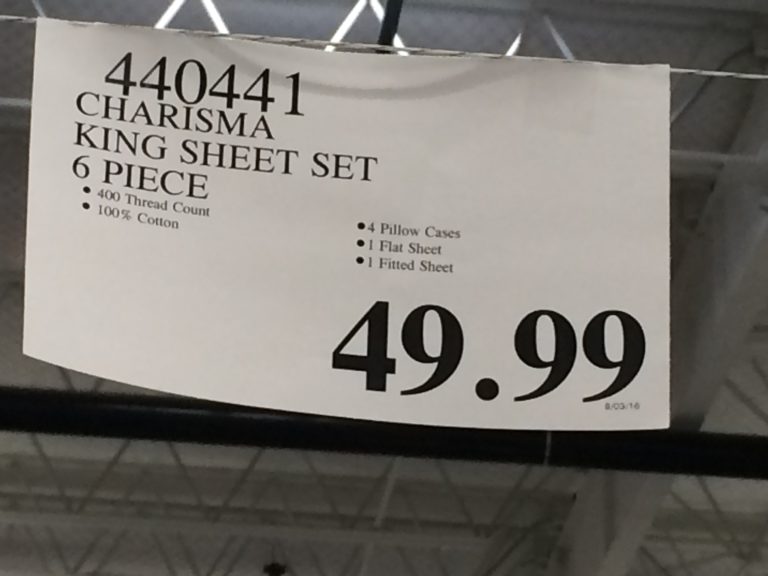 440441
CHARISMA
KING SHEET SET
6 PIECE
• 400 Thread Count
• 100% Cotton
• 4 Pillow Cases
• 1 Flat Sheet
• 1 Fitted Sheet
49.99
8/03/16